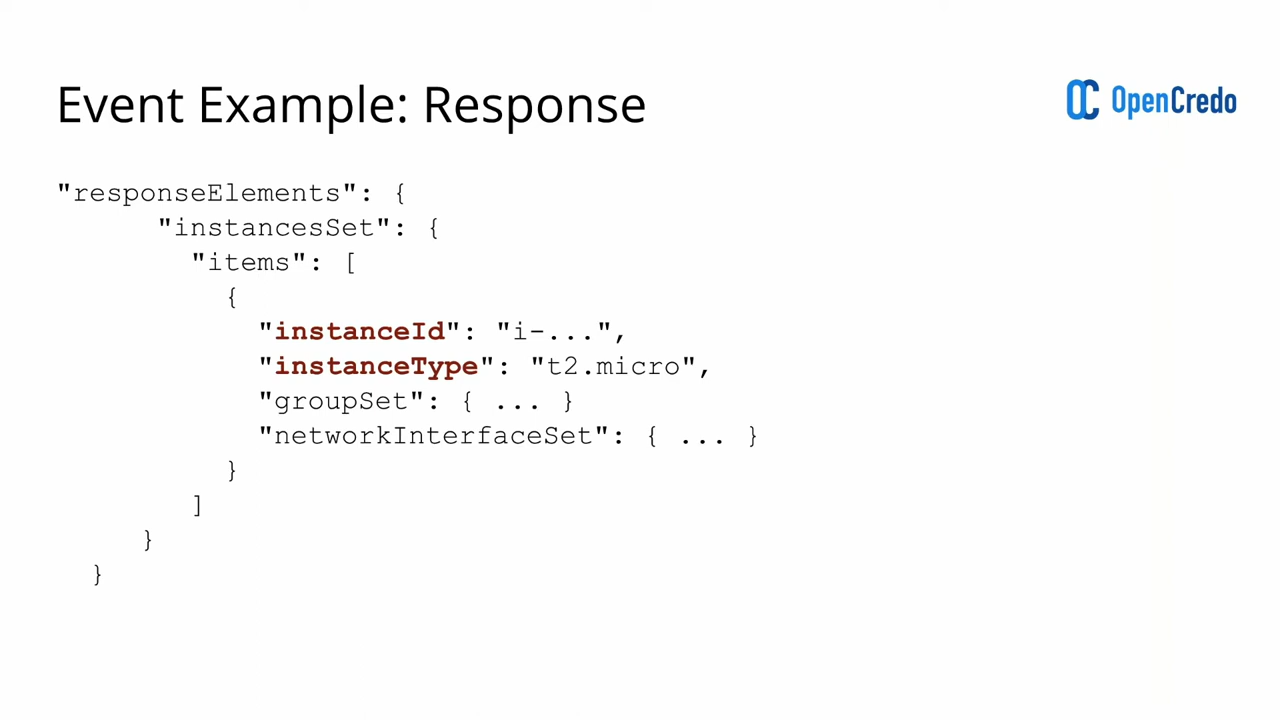 Event Example: Response
OpenCredo
"responseElements": {
"instancesSet": {
"items": [
{
"instanceId": "i-...",
"instanceType": "t2.micro",
"groupSet": { ... }
"networkInterfaceSet": { ... }
}
]
}
}